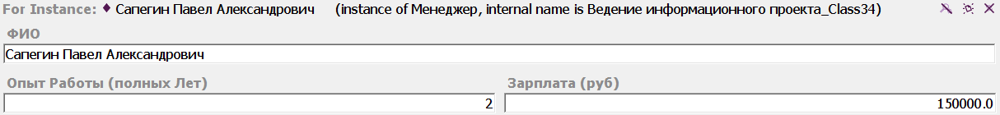 For Instance: Сапегин Павел Александрович (instance of Менеджер, internal name is Ведение информационного проекта_Class34)
ФИО
Сапегин Павел Александрович
Опыт Работы (полных Лет) Зарплата (руб)
2 150000.0